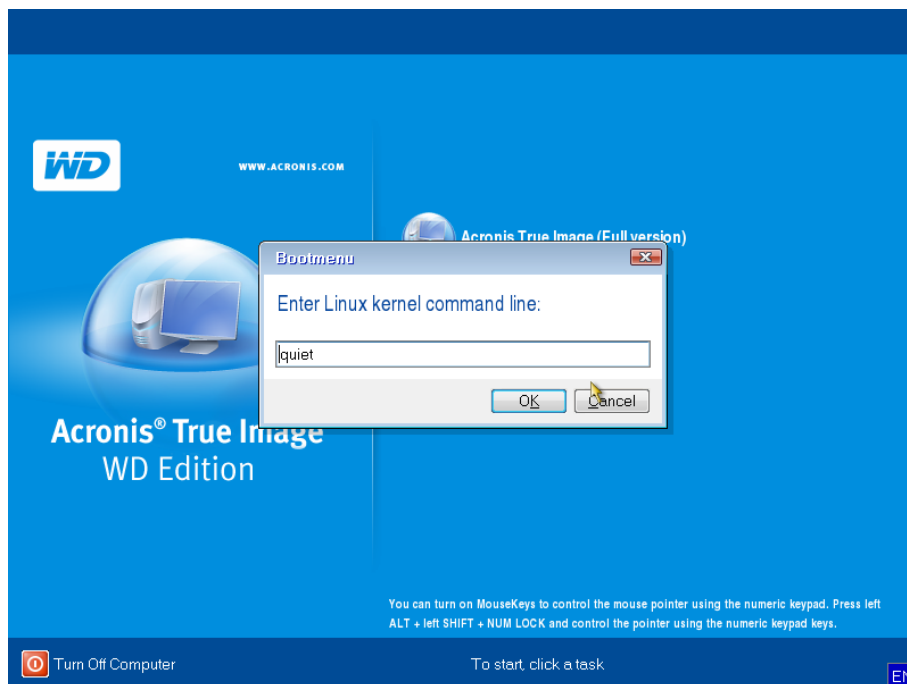 WD
WWW.ACRONIS.COM
Acronis True Image (Full version)
Bootmenu
Enter Linux kernel command line:
quiet
OK
Cancel
Acronis® True Image
WD Edition
You can turn on MouseKeys to control the mouse pointer using the numeric keypad. Press left
ALT + left SHIFT + NUM LOCK and control the pointer using the numeric keypad keys.
Turn Off Computer
To start, click a task
EN